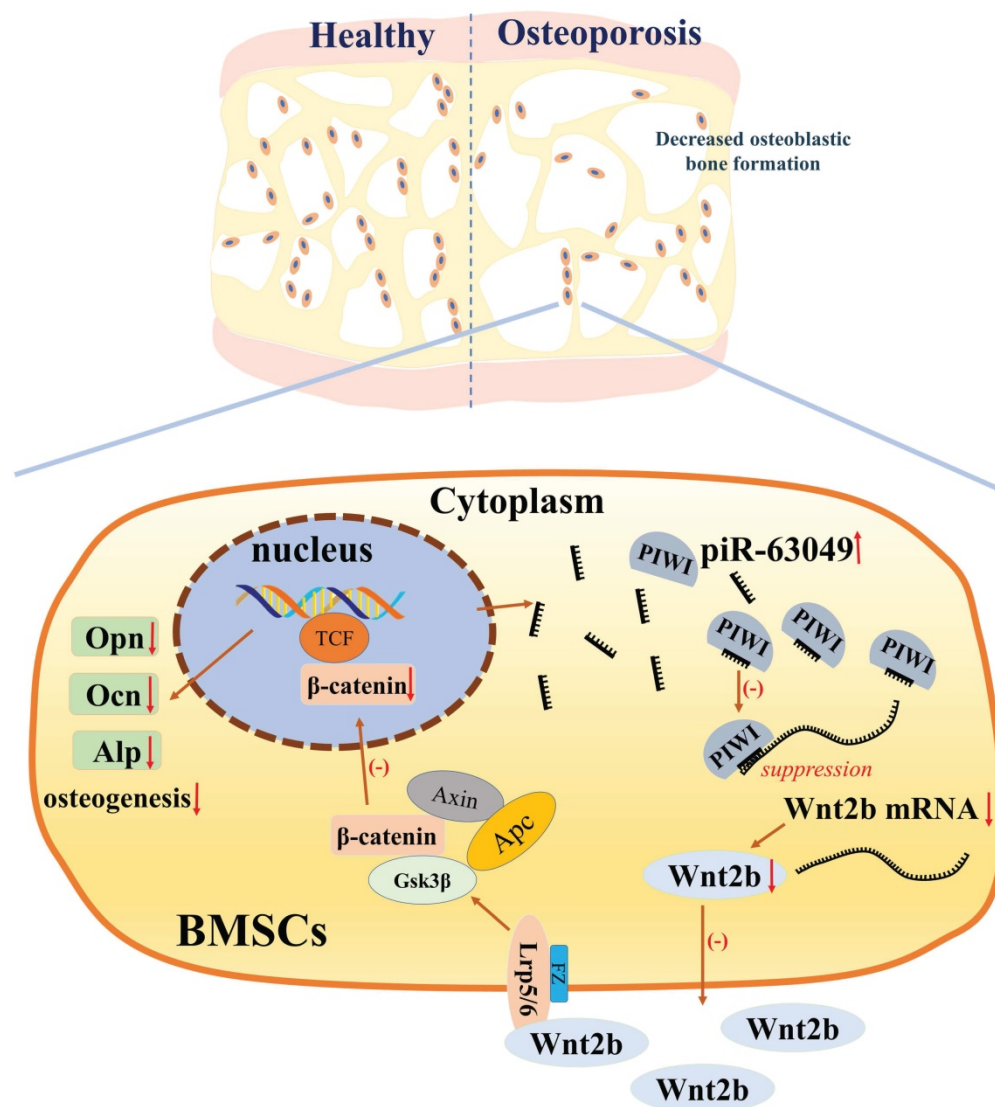 Healthy
Osteoporosis
Decreased osteoblastic
bone formation
Cytoplasm
nucleus
PIWI
piR-63049
TCF
β-catenin
Opn
Ocn
Alp
osteogenesis
PIWI
PIWI
PIWI
(-)
PIWI
suppression
(-)
Axin
β-catenin
Apc
Gsk3β
Wnt2b mRNA
Wnt2b
(-)
BMSCs
Lrp5/6
FZ
Wnt2b
Wnt2b
Wnt2b